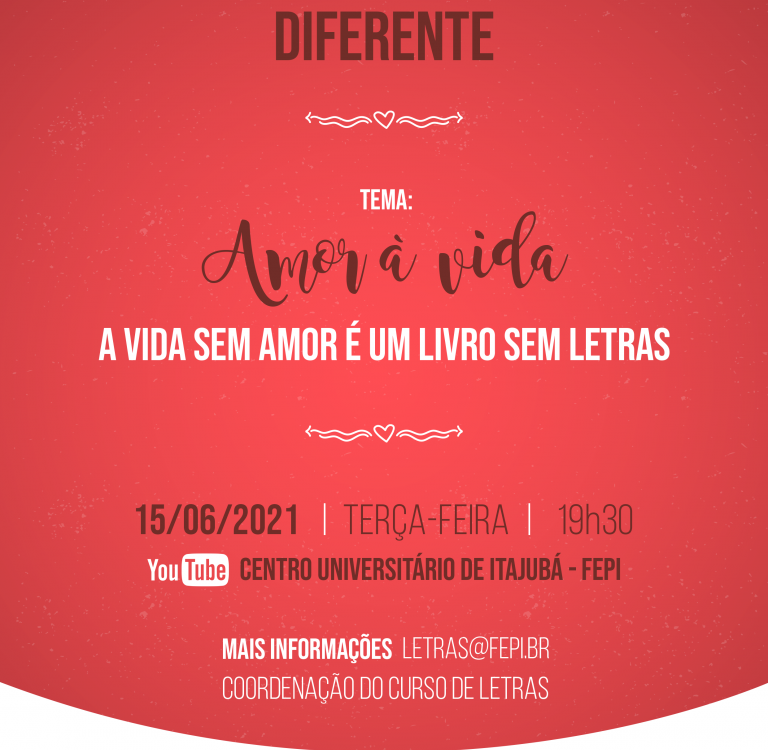 DIFERENTE
TEMA:
Amor à vida
A VIDA SEM AMOR É UM LIVRO SEM LETRAS
15/06/2021 | TERÇA-FEIRA | 19h30
YouTube CENTRO UNIVERSITÁRIO DE ITAJUBÁ - FEPI
MAIS INFORMAÇÕES LETRAS@FEPI.BR
COORDENAÇÃO DO CURSO DE LETRAS